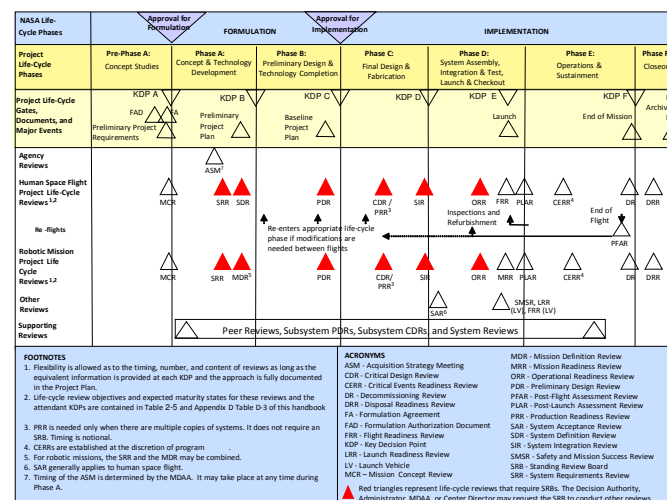 NASA Life-
Cycle Phases
Approval for
Formulation
FORMULATION
Approval for
Implementation
IMPLEMENTATION
Project
Life-Cycle
Phases
Pre-Phase A:
Concept Studies
Phase A:
Concept & Technology
Development
Phase B:
Preliminary Design &
Technology Completion
Phase C:
Final Design &
Fabrication
Phase D:
System Assembly,
Integration & Test,
Launch & Checkout
Phase E:
Operations &
Sustainment
Phase F
Closeo
Project Life-Cycle
Gates,
Documents, and
Major Events
KDP A
FAD
FA
Preliminary Project
Requirements
KDP B
Preliminary
Project
Plan
KDP C
Baseline
Project
Plan
KDP D
KDP E
Launch
KDP F
End of Mission
Archiv
Agency
Reviews
ASM7
Human Space Flight
Project Life-Cycle
Reviews1,2
MCR
SRR
SDR
PDR
CDR /
PRR3
SIR
ORR
FRR
PLAR
CERR4
DR
DRR
Re -flights
Re-enters appropriate life-cycle
phase if modifications are
needed between flights
Inspections and
Refurbishment
End of
Flight
PFAR
Robotic Mission
Project Life
Cycle
Reviews 1,2
MCR
SRR
MDR5
PDR
CDR/
PRR3
SIR
ORR
MRR
PLAR
CERR4
DR
DRR
Other
Reviews
SAR6
SMSR, LRR
(LV), FRR (LV)
Supporting
Reviews
Peer Reviews, Subsystem PDRs, Subsystem CDRs, and System Reviews
FOOTNOTES
1. Flexibility is allowed as to the timing, number, and content of reviews as long as the
equivalent information is provided at each KDP and the approach is fully documented
in the Project Plan.
2. Life-cycle review objectives and expected maturity states for these reviews and the
attendant KDPs are contained in Table 2-5 and Appendix D Table D-3 of this handbook
3. PRR is needed only when there are multiple copies of systems. It does not require an
SRB. Timing is notional.
4. CERRs are established at the discretion of program .
5. For robotic missions, the SRR and the MDR may be combined.
6. SAR generally applies to human space flight.
7. Timing of the ASM is determined by the MDAA. It may take place at any time during
Phase A.
ACRONYMS
ASM - Acquisition Strategy Meeting
CDR - Critical Design Review
CERR - Critical Events Readiness Review
DR - Decommissioning Review
DRR - Disposal Readiness Review
FA - Formulation Agreement
FAD - Formulation Authorization Document
FRR - Flight Readiness Review
KDP - Key Decision Point
LRR - Launch Readiness Review
LV - Launch Vehicle
MCR – Mission Concept Review
MDR - Mission Definition Review
MRR - Mission Readiness Review
ORR - Operational Readiness Review
PDR - Preliminary Design Review
PFAR - Post-Flight Assessment Review
PLAR - Post-Launch Assessment Review
PRR - Production Readiness Review
SAR - System Acceptance Review
SDR - System Definition Review
SIR - System Integration Review
SMSR - Safety and Mission Success Review
SRB - Standing Review Board
SRR - System Requirements Review
Red triangles represent life-cycle reviews that require SRBs. The Decision Authority,
Administrator, MDAA, or Center Director may request the SRB to conduct other reviews.